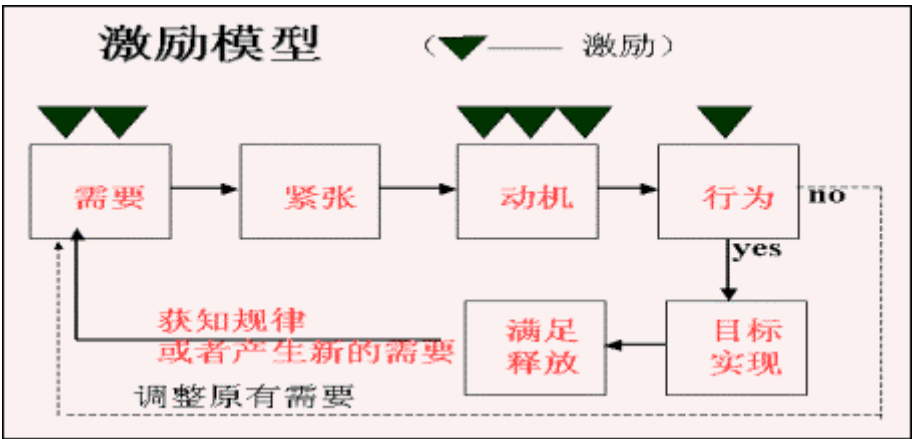 激励模型 （▼—— 激励）
需要
紧张
动机
行为
no
yes
获知规律
或者产生新的需要
满足
释放
目标
实现
调整原有需要